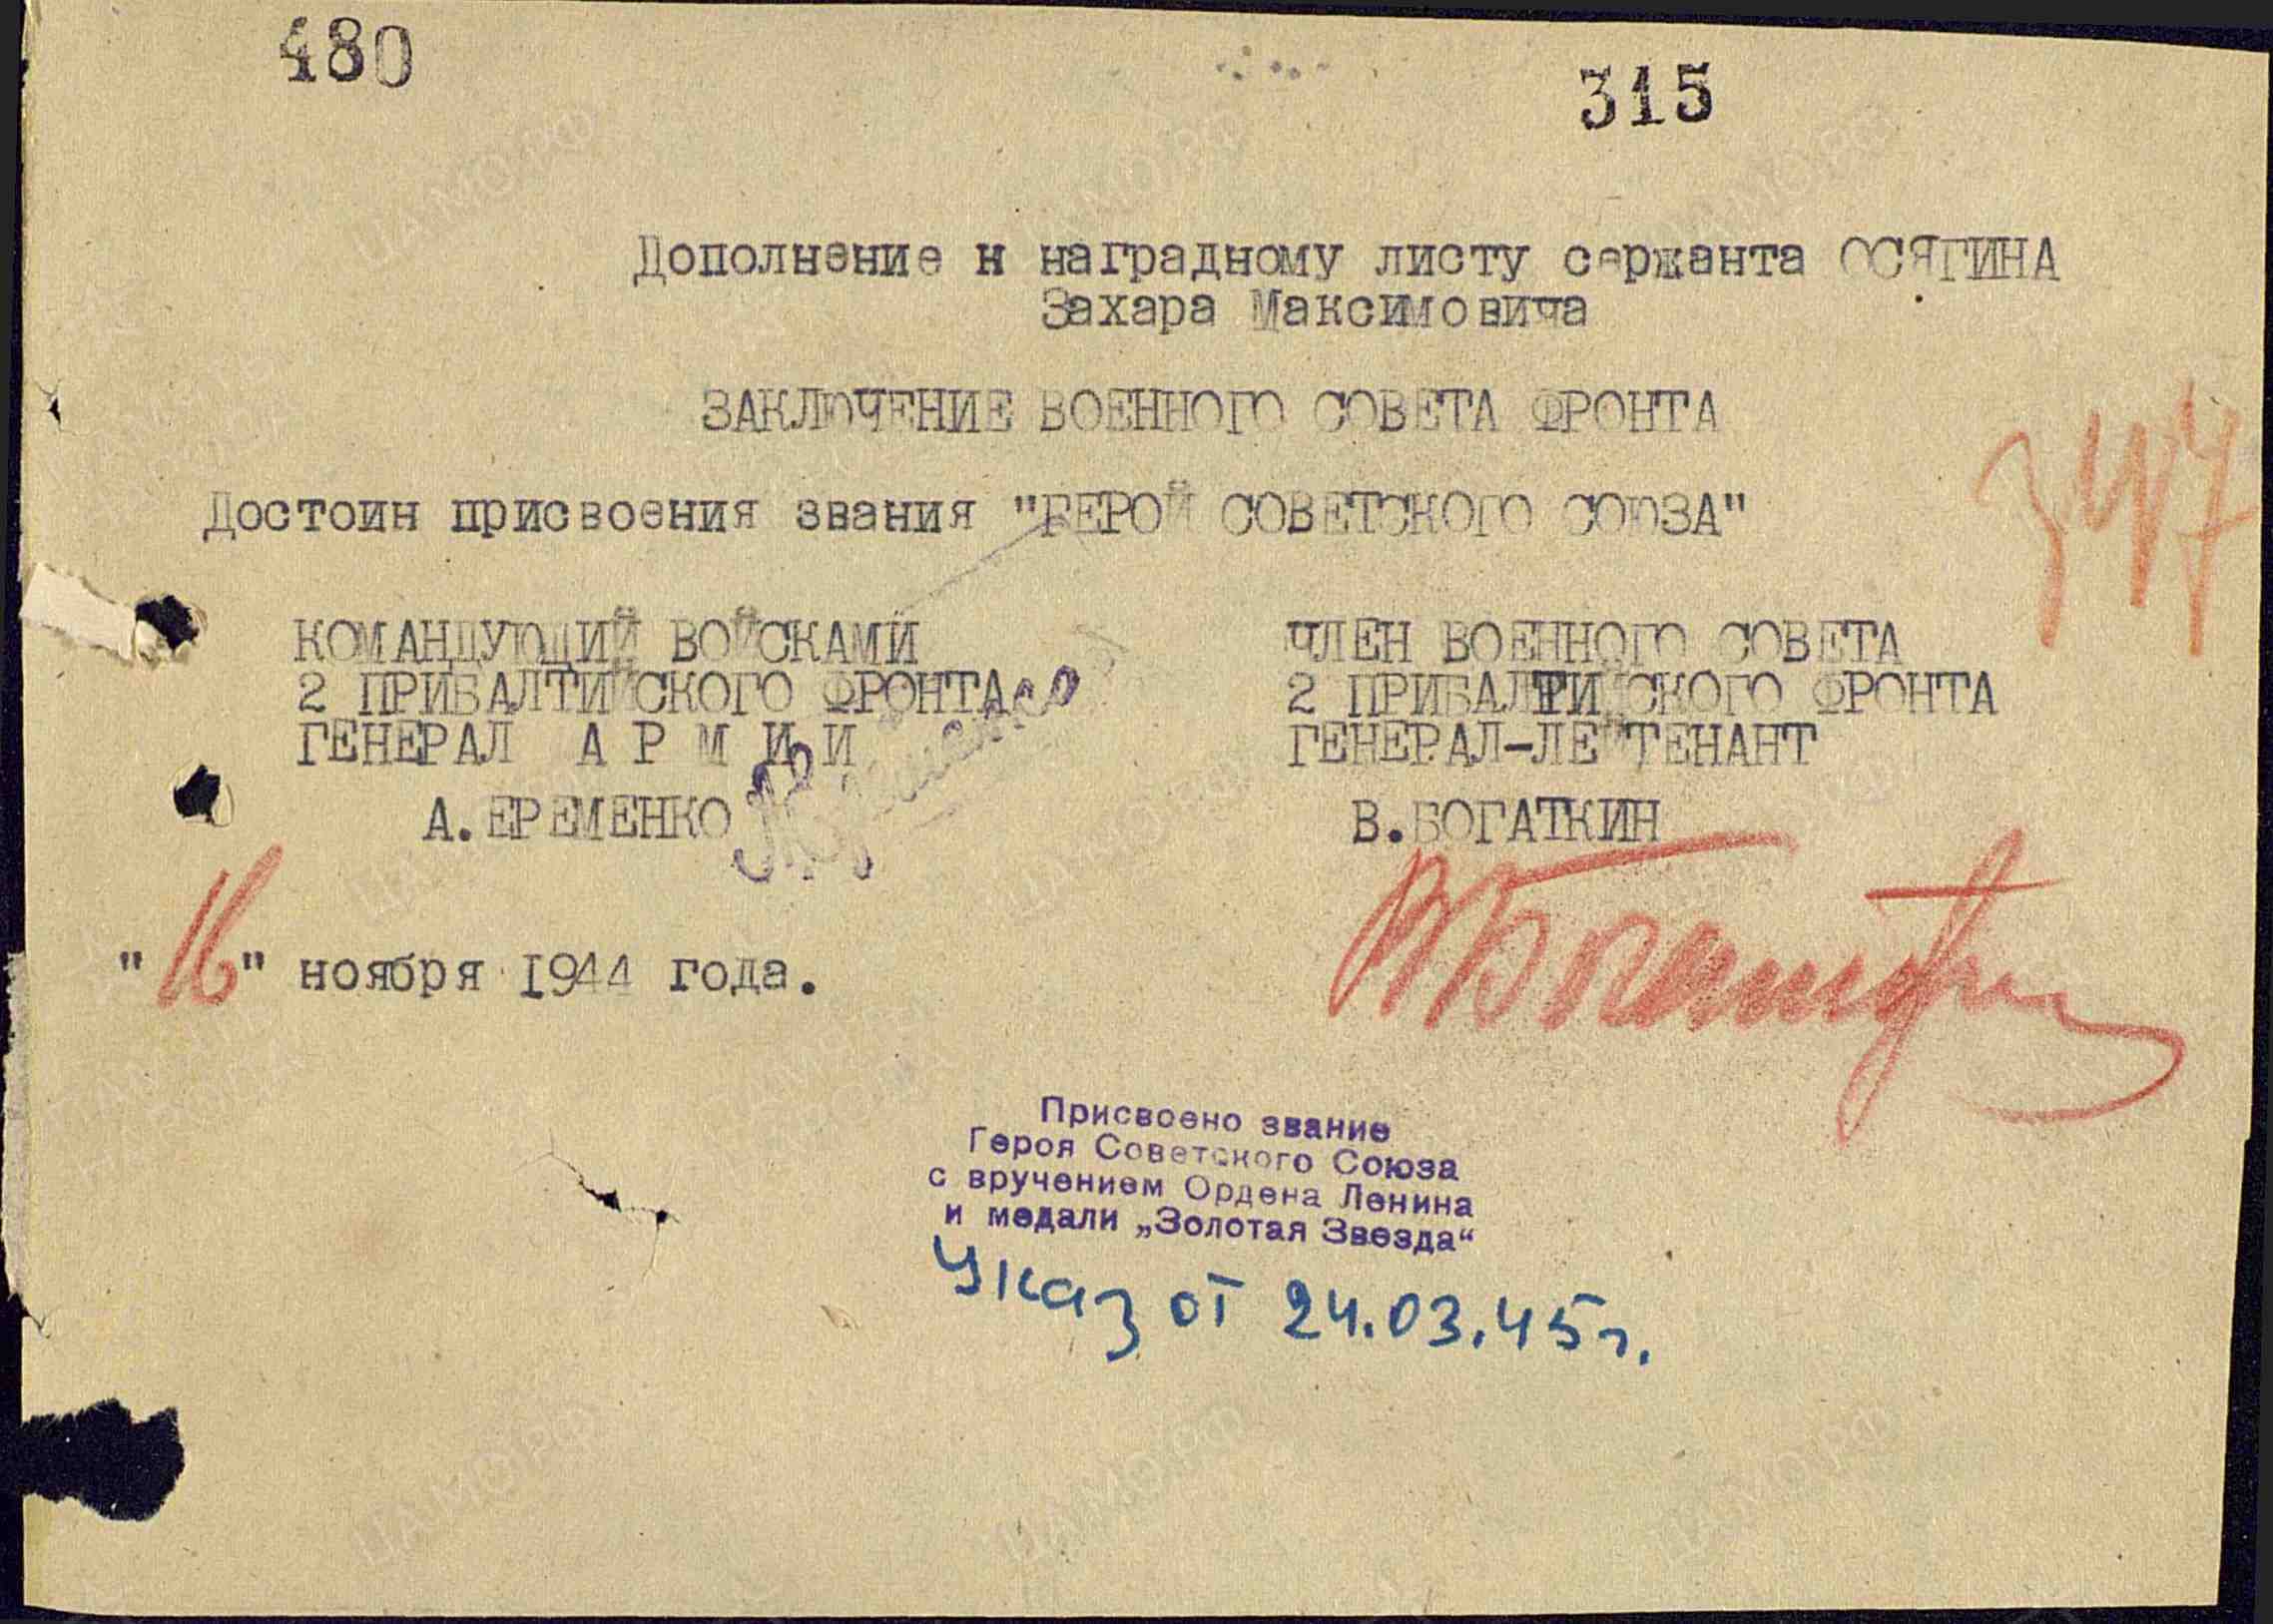 480
315
Дополнение к наградному листу сержанта ОСЯГИНА
Захара Максимовича
ЗАКЛЮЧЕНИЕ ВОЕННОГО СОВЕТА ФРОНТА
347
Достоин присвоения звания "ГЕРОЙ СОВЕТСКОГО СОЮЗА"
КОМАНДУЮЩИЙ ВОЙСКАМИ
2 ПРИБАЛТИЙСКОГО ФРОНТА
ГЕНЕРАЛ А Р М И И
А.ЕРЕМЕНКО
ЧЛЕН ВОЕННОГО СОВЕТА
2 ПРИБАЛТИЙСКОГО ФРОНТА
ГЕНЕРАЛ-ЛЕЙТЕНАНТ
В.БОГАТКИН
"16" ноября 1944 года.
Присвоено звание
Героя Советского Союза
с вручением Ордена Ленина
и медали „Золотая Звезда“
Указ от 24.03.45г.